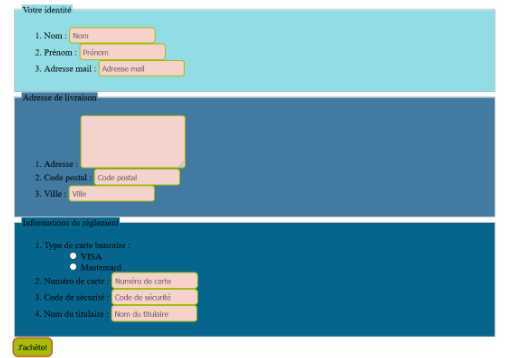 Votre identité
1. Nom : Nom
2. Prénom : Prénom
3. Adresse mail : Adresse mail
Adresse de livraison
1. Adresse :
2. Code postal : Code postal
3. Ville : Ville
Informations de réglement
1. Type de carte bancaire :
VISA
Mastercard
2. Numéro de carte : Numéro de carte
3. Code de sécurité : Code de sécurité
4. Nom du titulaire : Nom du titulaire
J'achète!